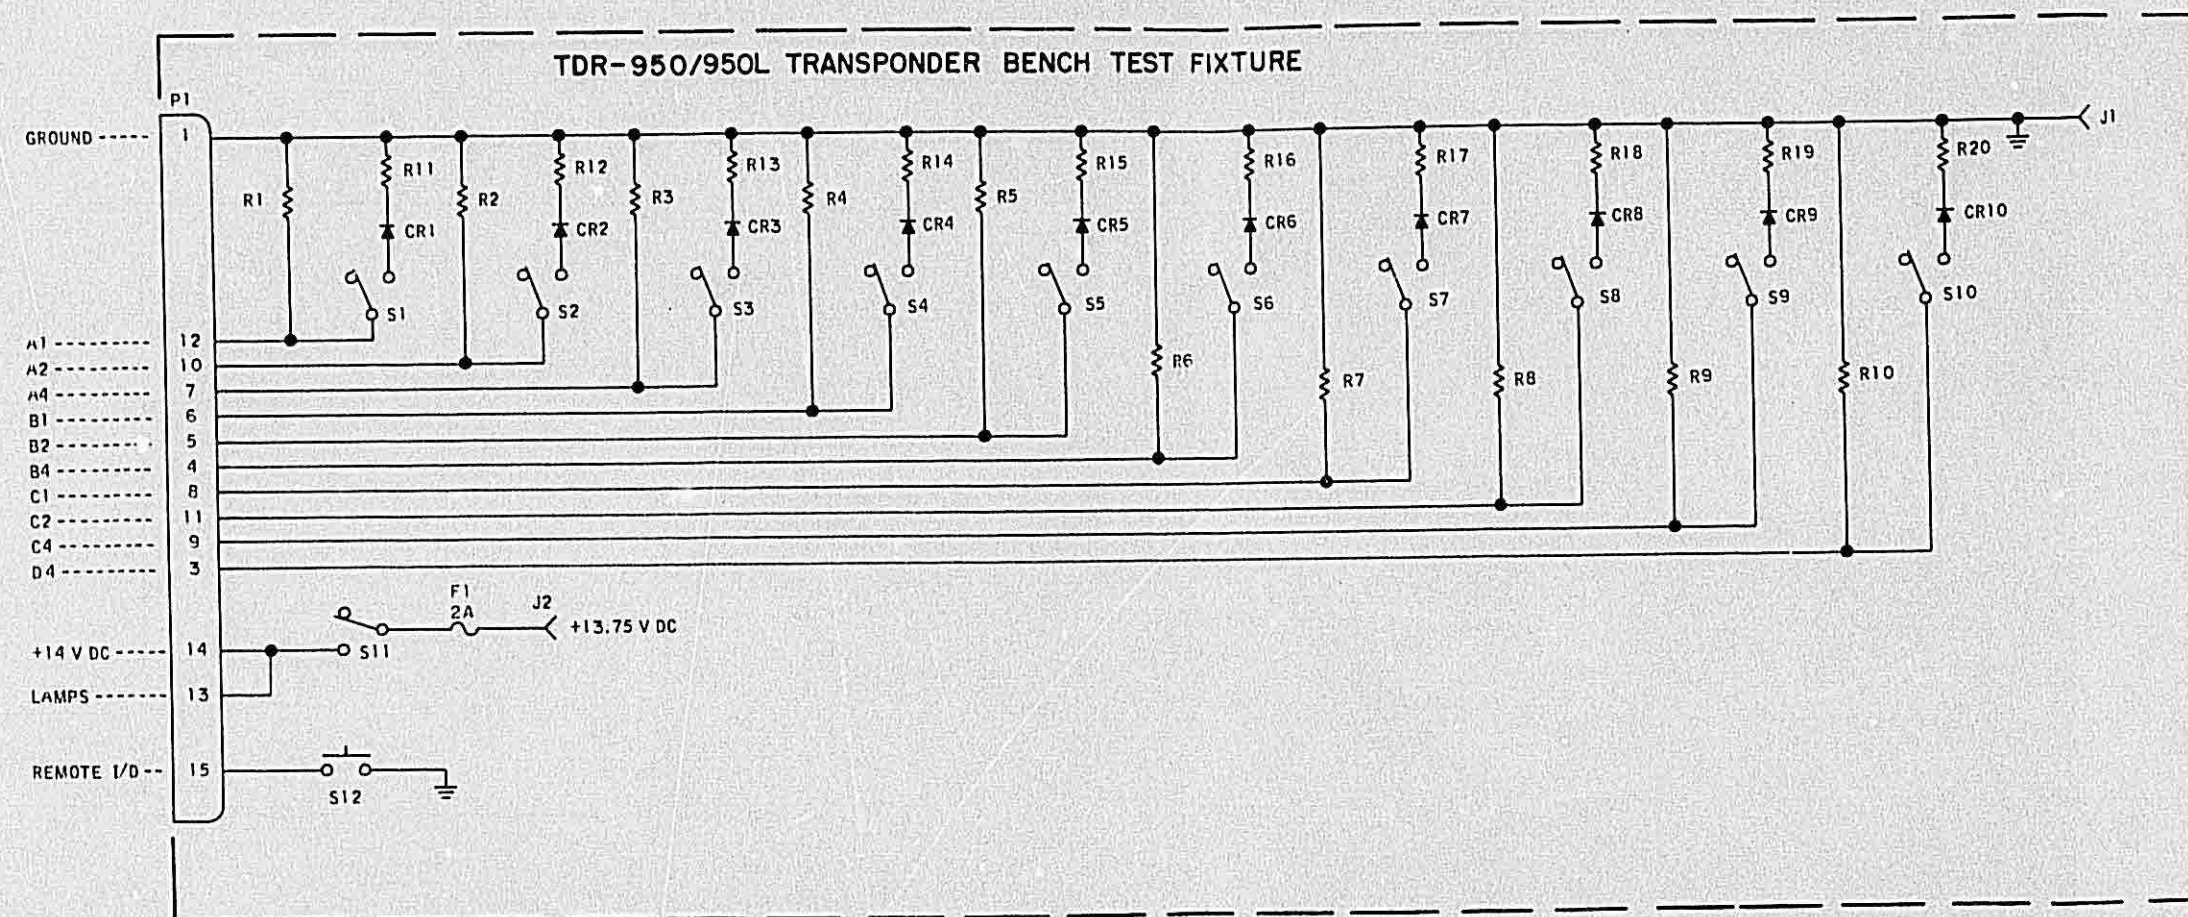 TDR-950/950L TRANSPONDER BENCH TEST FIXTURE
P1
GROUND 1
J1
R1 R11 R2 R12 R3 R13 R4 R14 R5 R15 R16 R17 R18 R19 R20
CR1 CR2 CR3 CR4 CR5 CR6 CR7 CR8 CR9 CR10
S1 S2 S3 S4 S5 S6 S7 S8 S9 S10
R6 R7 R8 R9 R10
A1 12
A2 10
A4 7
B1 6
B2 5
B4 4
C1 8
C2 11
C4 9
D4 3
F1
2A
J2
+13.75 V DC
+14 V DC 14
S11
LAMPS 13
REMOTE I/D 15
S12